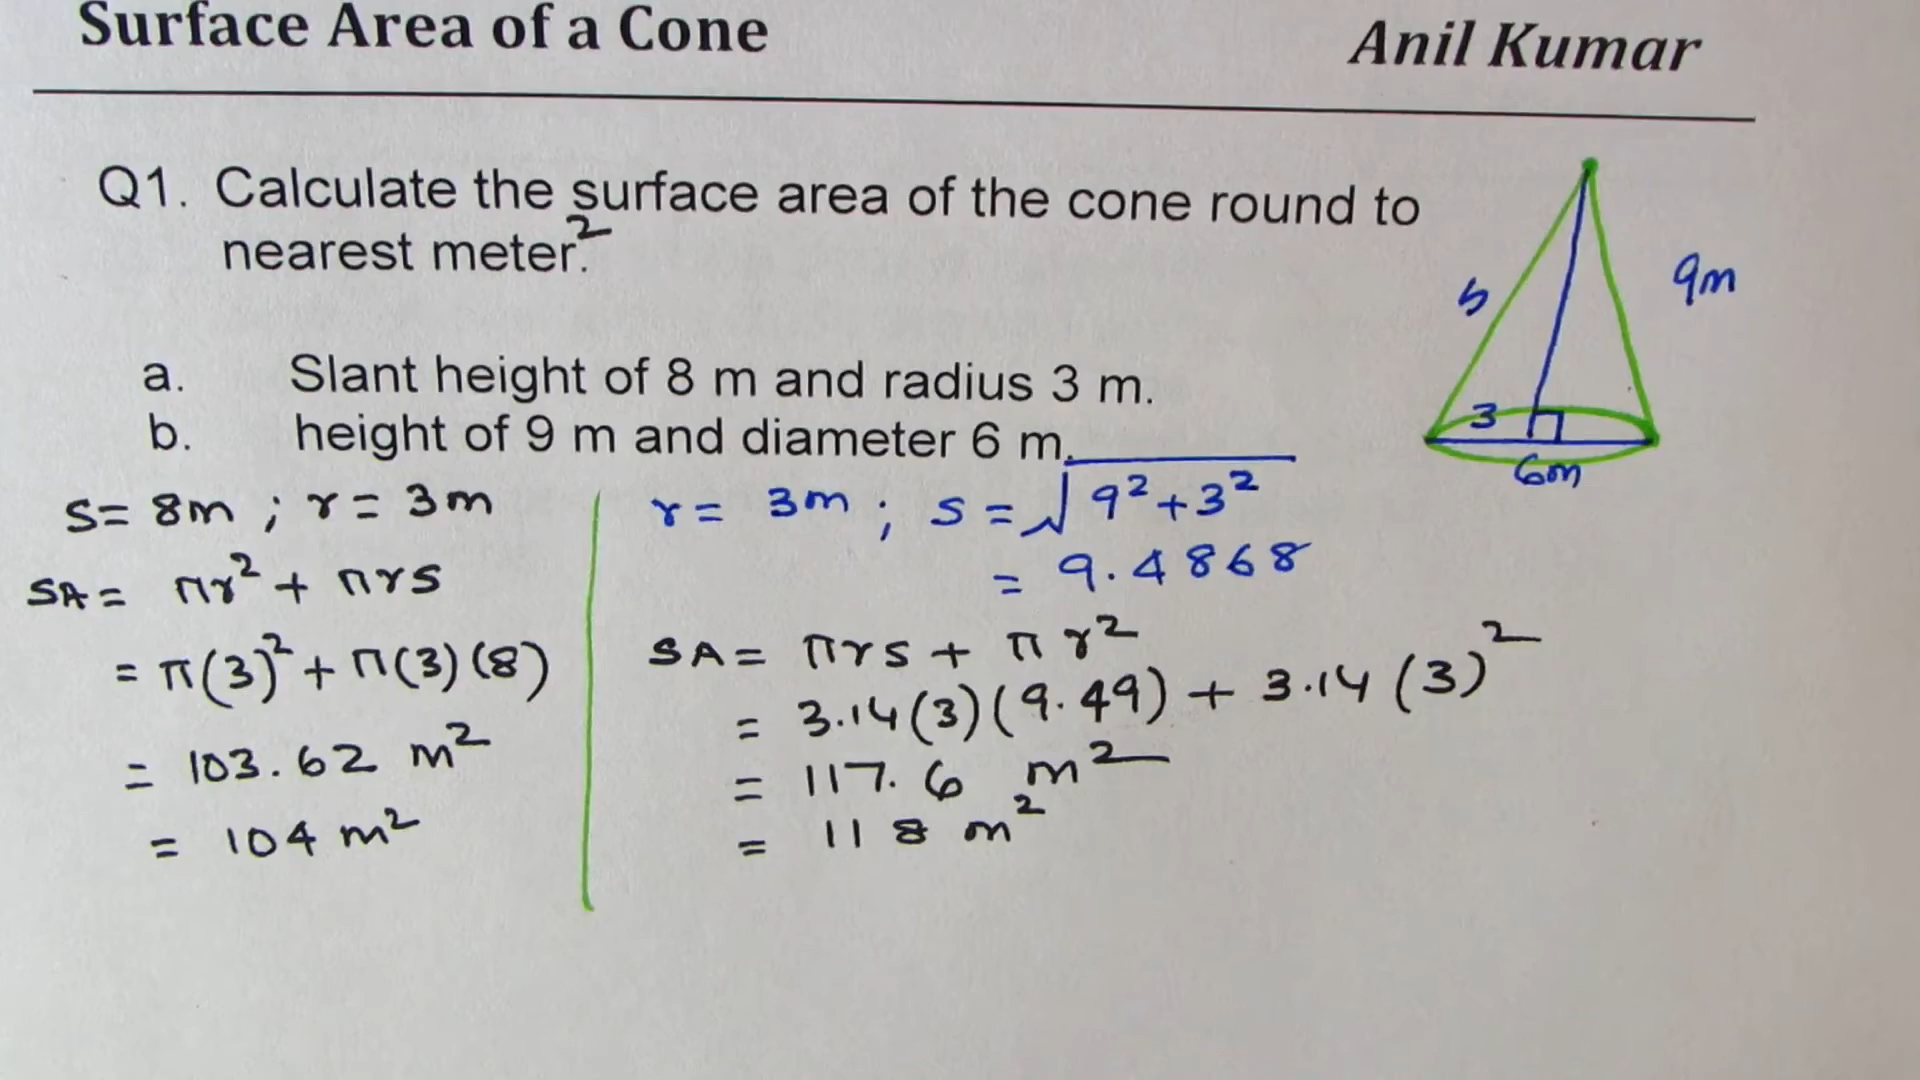 Surface Area of a Cone
Anil Kumar
Q1. Calculate the surface area of the cone round to
nearest meter.²
a. Slant height of 8 m and radius 3 m.
b. height of 9 m and diameter 6 m.
s
9m
3
6m
s = 8m ; r = 3m
SA = πr² + πrs
= π(3)² + π(3)(8)
= 103.62 m²
= 104 m²
r = 3m ; s = √9² + 3²
= 9.4868
SA = πrs + πr²
= 3.14(3)(9.49) + 3.14(3)²
= 117.6 m²
= 118 m²